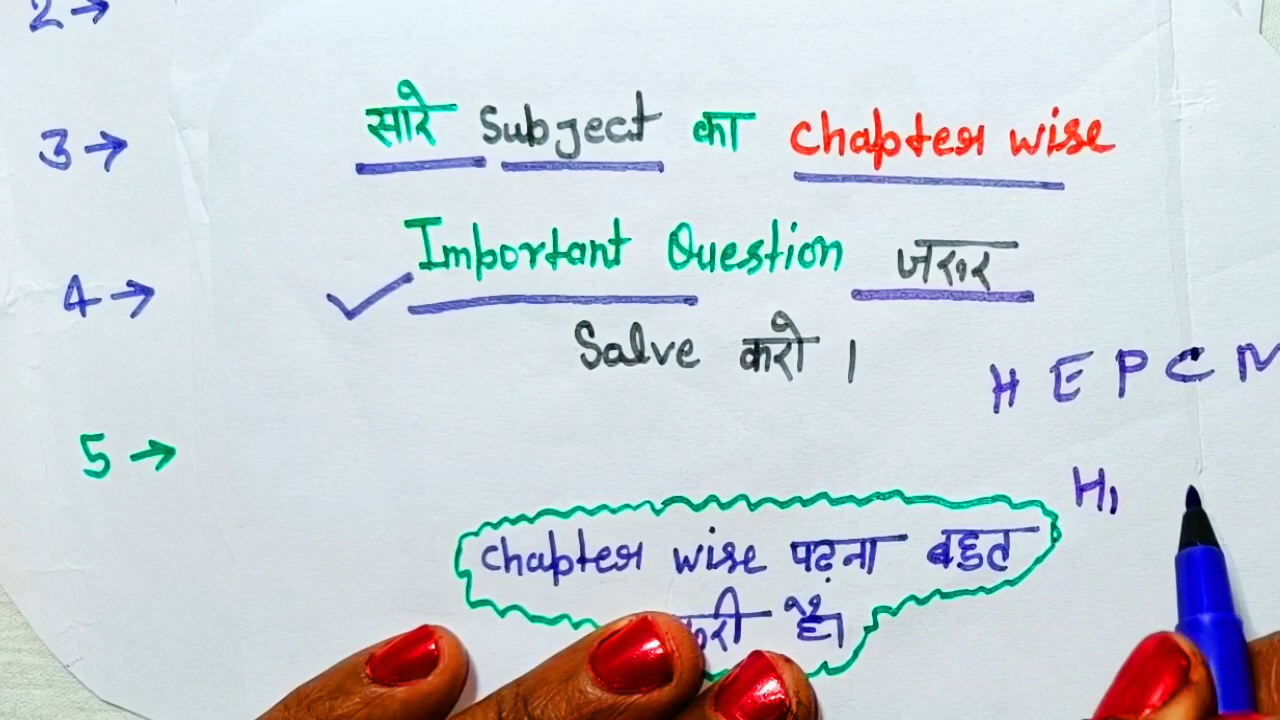 2→
सारे Subject का Chapter wise
3→
Important Question जरुर
4→
Salve करो ।
H E P C
5→
H,
chapter wise पढ़ना बहुत
है।